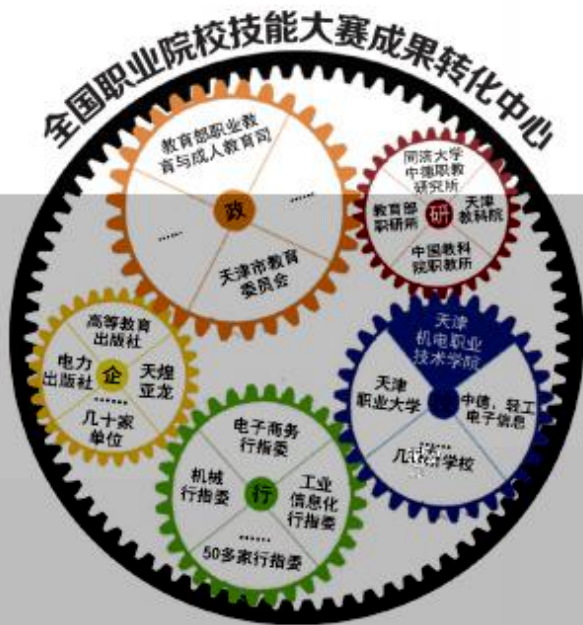 全国职业院校技能大赛成果转化中心
教育部职业教
育与成人教育司
......
政
......
天津市教育
委员会
同济大学
中德职教
研究所
教育部
职研所
研
天津
教科院
中国教科
院职教所
高等教育
出版社
电力
出版社
企
天煌
亚龙
......
几十家
单位
天津
机电职业
技术学院
天津
职业大学
中德，轻工
电子信息
......
学校
电子商务
行指委
机械
行指委
行
工业
信息化
行指委
......
50多家行指委